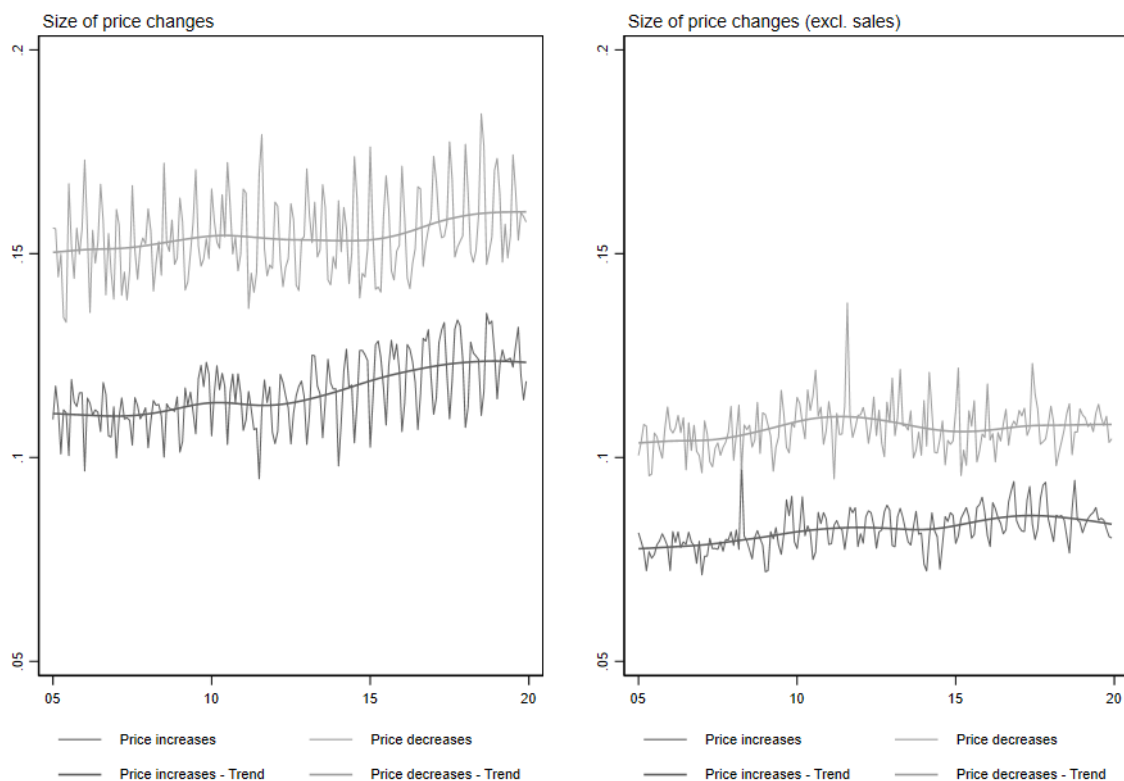 Size of price changes
.2
.15
.1
.05
05 10 15 20
Price increases Price decreases
Price increases - Trend Price decreases - Trend
Size of price changes (excl. sales)
.2
.15
.1
.05
05 10 15 20
Price increases Price decreases
Price increases - Trend Price decreases - Trend